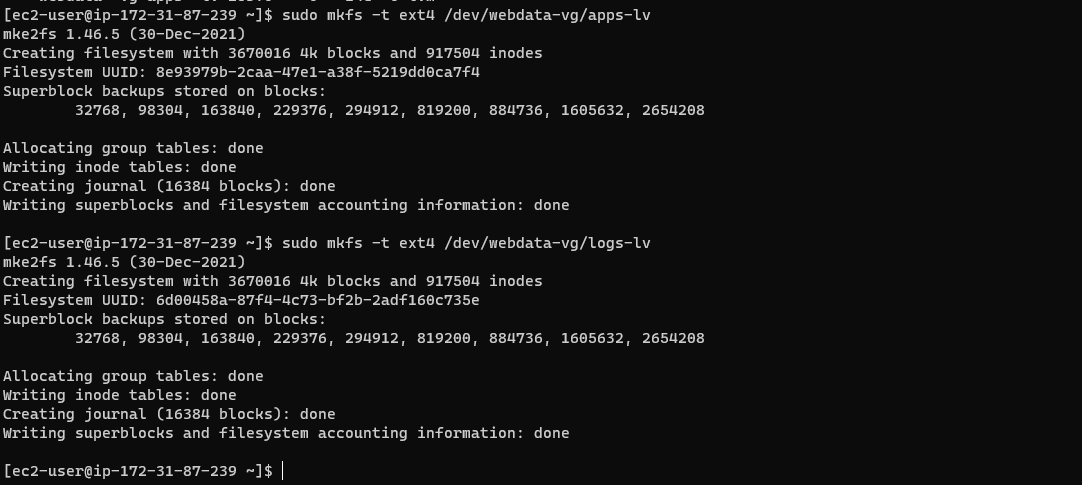 [ec2-user@ip-172-31-87-239 ~]$ sudo mkfs -t ext4 /dev/webdata-vg/apps-lv
mke2fs 1.46.5 (30-Dec-2021)
Creating filesystem with 3670016 4k blocks and 917504 inodes
Filesystem UUID: 8e93979b-2caa-47e1-a38f-5219dd0ca7f4
Superblock backups stored on blocks:
        32768, 98304, 163840, 229376, 294912, 819200, 884736, 1605632, 2654208
Allocating group tables: done
Writing inode tables: done
Creating journal (16384 blocks): done
Writing superblocks and filesystem accounting information: done
[ec2-user@ip-172-31-87-239 ~]$ sudo mkfs -t ext4 /dev/webdata-vg/logs-lv
mke2fs 1.46.5 (30-Dec-2021)
Creating filesystem with 3670016 4k blocks and 917504 inodes
Filesystem UUID: 6d00458a-87f4-4c73-bf2b-2adf160c735e
Superblock backups stored on blocks:
        32768, 98304, 163840, 229376, 294912, 819200, 884736, 1605632, 2654208
Allocating group tables: done
Writing inode tables: done
Creating journal (16384 blocks): done
Writing superblocks and filesystem accounting information: done
[ec2-user@ip-172-31-87-239 ~]$